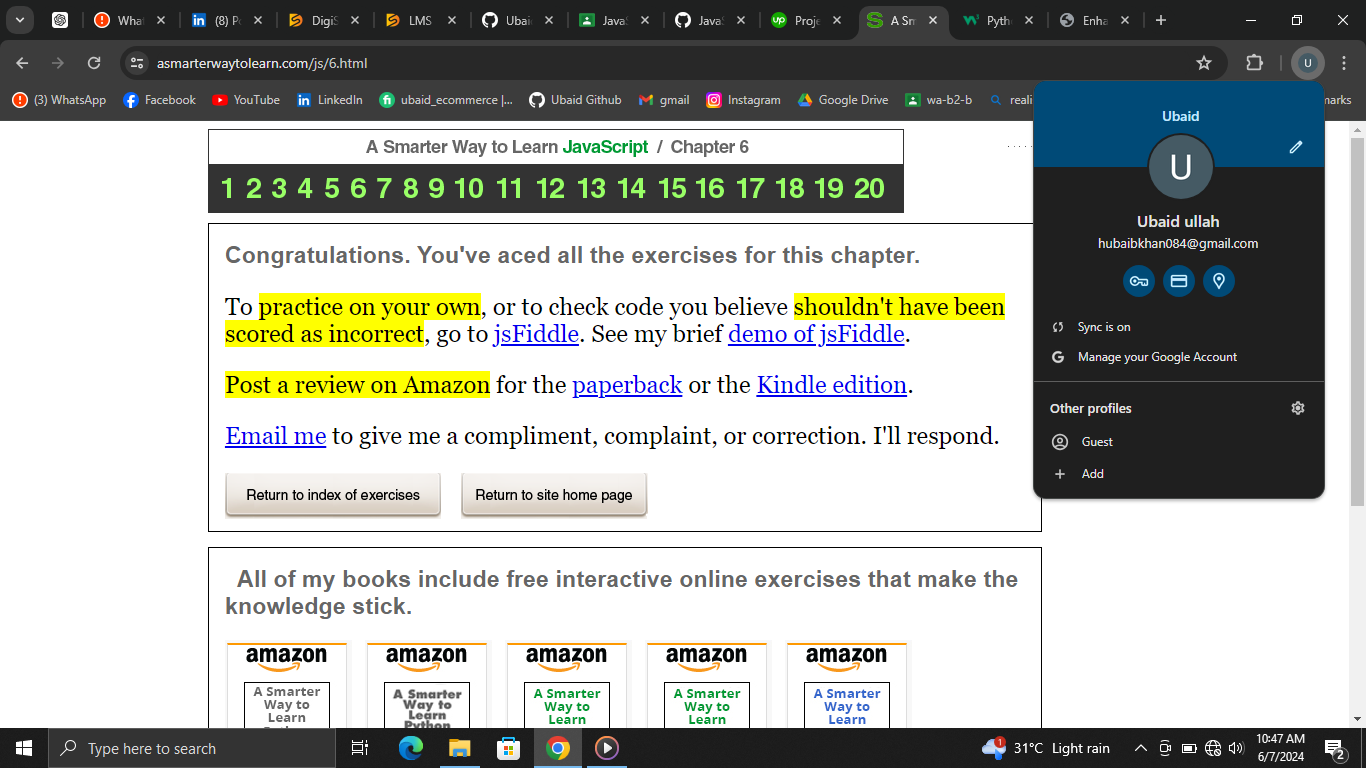 What
(8) Po
DigiS
LMS
Ubaid
JavaS
JavaS
Proje
A Sm
Pytho
Enha
asmarterwaytolearn.com/js/6.html
U
(3) WhatsApp
Facebook
YouTube
LinkedIn
ubaid_ecommerce |...
Ubaid Github
gmail
Instagram
Google Drive
wa-b2-b
reali
marks
A Smarter Way to Learn JavaScript / Chapter 6
1 2 3 4 5 6 7 8 9 10 11 12 13 14 15 16 17 18 19 20
Congratulations. You've aced all the exercises for this chapter.
To practice on your own, or to check code you believe shouldn't have been
scored as incorrect, go to jsFiddle. See my brief demo of jsFiddle.
Post a review on Amazon for the paperback or the Kindle edition.
Email me to give me a compliment, complaint, or correction. I'll respond.
Return to index of exercises
Return to site home page
All of my books include free interactive online exercises that make the
knowledge stick.
amazon
A Smarter
Way to
Learn
amazon
A Smarter
Way to
Learn
Python
amazon
A Smarter
Way to
Learn
amazon
A Smarter
Way to
Learn
amazon
A Smarter
Way to
Learn
Ubaid
U
Ubaid ullah
hubaibkhan084@gmail.com
Sync is on
Manage your Google Account
Other profiles
Guest
Add
Type here to search
1
31°C Light rain
10:47 AM
6/7/2024
2